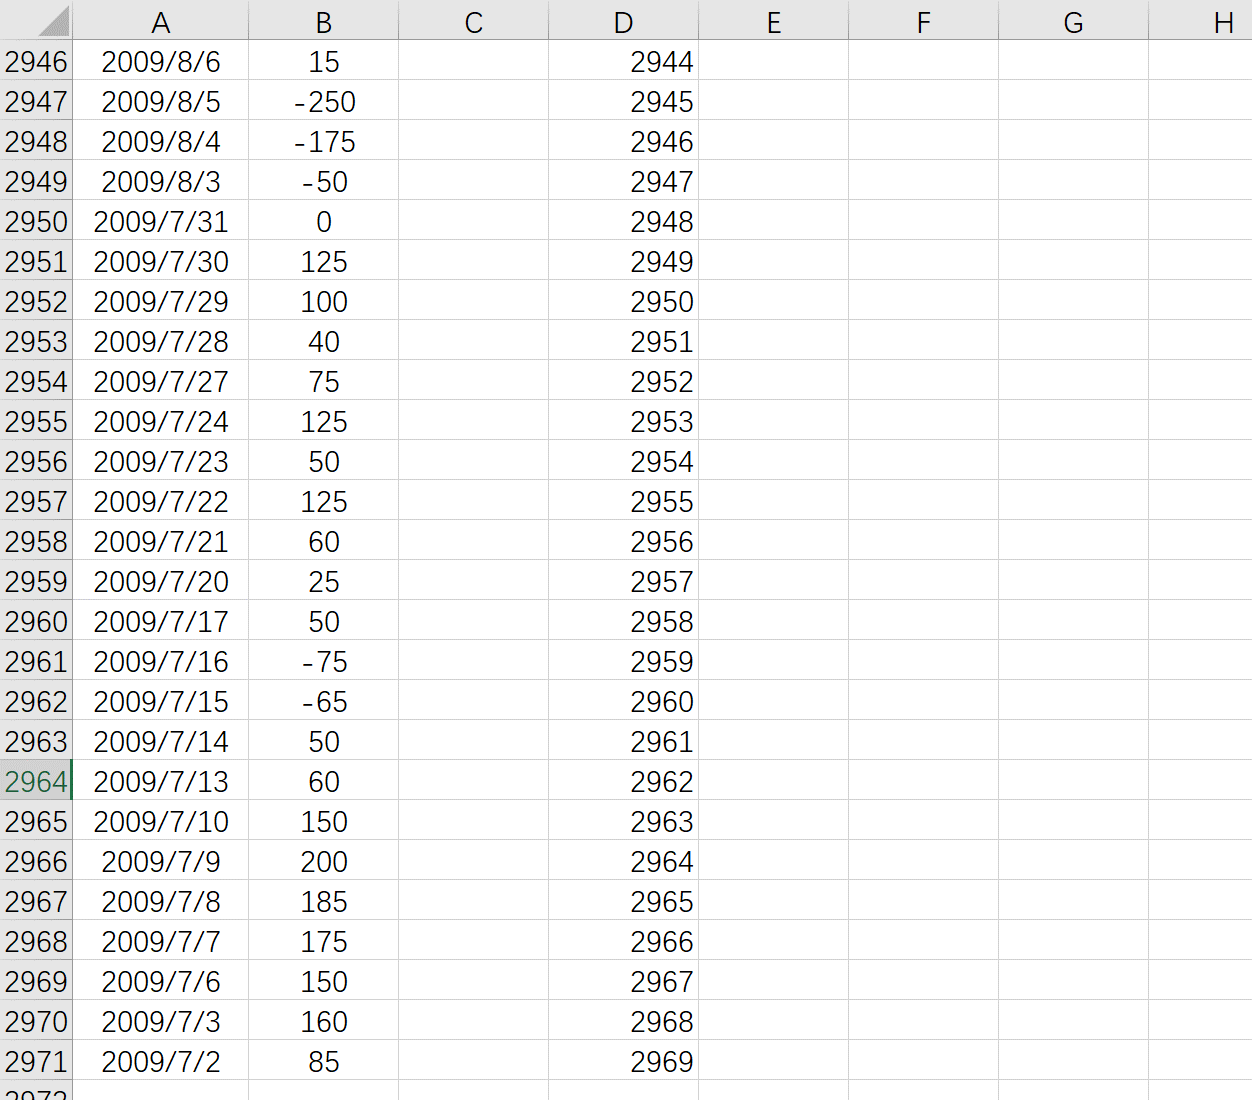 A B C D E F G H
2946 2009/8/6 15 2944
2947 2009/8/5 -250 2945
2948 2009/8/4 -175 2946
2949 2009/8/3 -50 2947
2950 2009/7/31 0 2948
2951 2009/7/30 125 2949
2952 2009/7/29 100 2950
2953 2009/7/28 40 2951
2954 2009/7/27 75 2952
2955 2009/7/24 125 2953
2956 2009/7/23 50 2954
2957 2009/7/22 125 2955
2958 2009/7/21 60 2956
2959 2009/7/20 25 2957
2960 2009/7/17 50 2958
2961 2009/7/16 -75 2959
2962 2009/7/15 -65 2960
2963 2009/7/14 50 2961
2964 2009/7/13 60 2962
2965 2009/7/10 150 2963
2966 2009/7/9 200 2964
2967 2009/7/8 185 2965
2968 2009/7/7 175 2966
2969 2009/7/6 150 2967
2970 2009/7/3 160 2968
2971 2009/7/2 85 2969